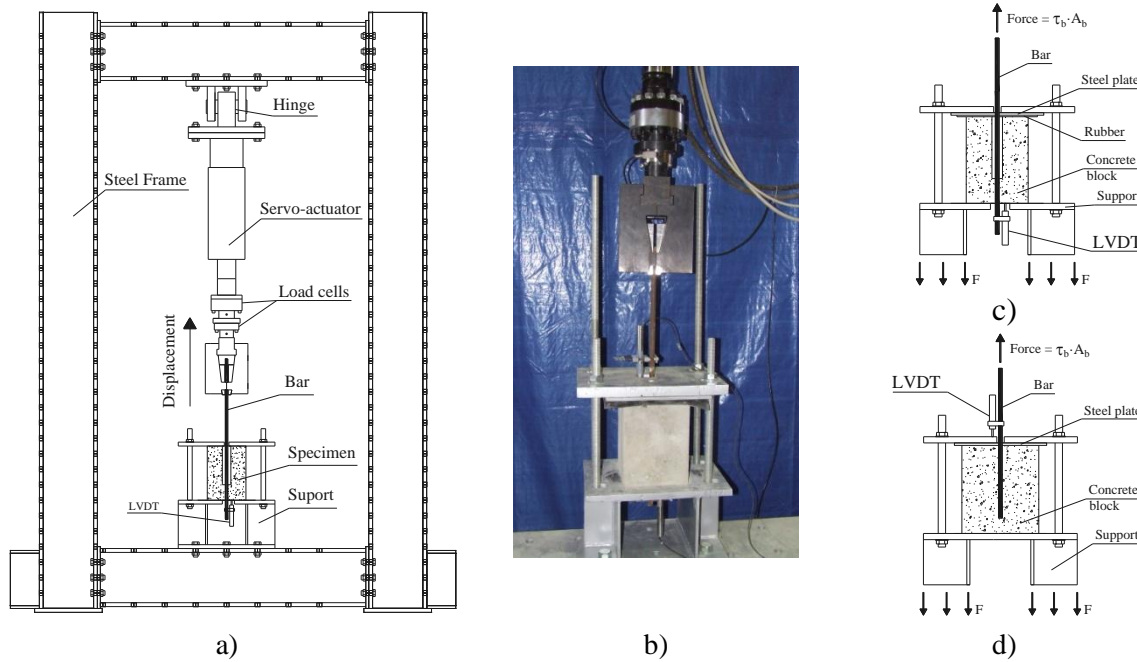 Hinge
Steel Frame
Servo-actuator
Load cells
Displacement
Bar
Specimen
Suport
LVDT
a)
b)
Force = τb·Ab
Bar
Steel plate
Rubber
Concrete
block
Support
LVDT
F
c)
Force = τb·Ab
LVDT
Bar
Steel plate
Concrete
block
Support
F
d)